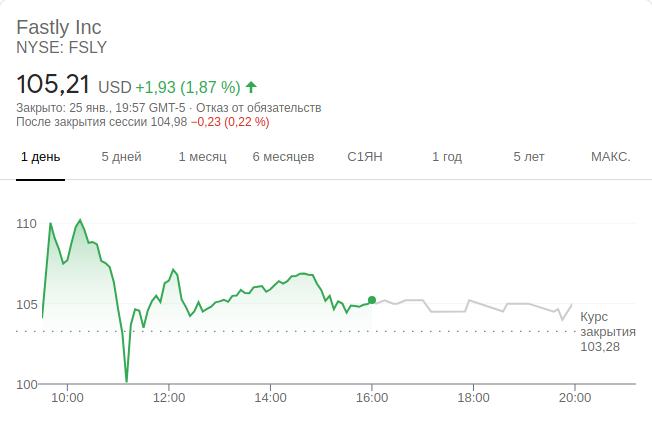 Fastly Inc
NYSE: FSLY
105,21 USD +1,93 (1,87 %)
Закрыто: 25 янв., 19:57 GMT-5 · Отказ от обязательств
После закрытия сессии 104,98 −0,23 (0,22 %)
1 день 5 дней 1 месяц 6 месяцев С1ЯН 1 год 5 лет МАКС.
110
105
Курс
закрытия
103,28
100
10:00 12:00 14:00 16:00 18:00 20:00